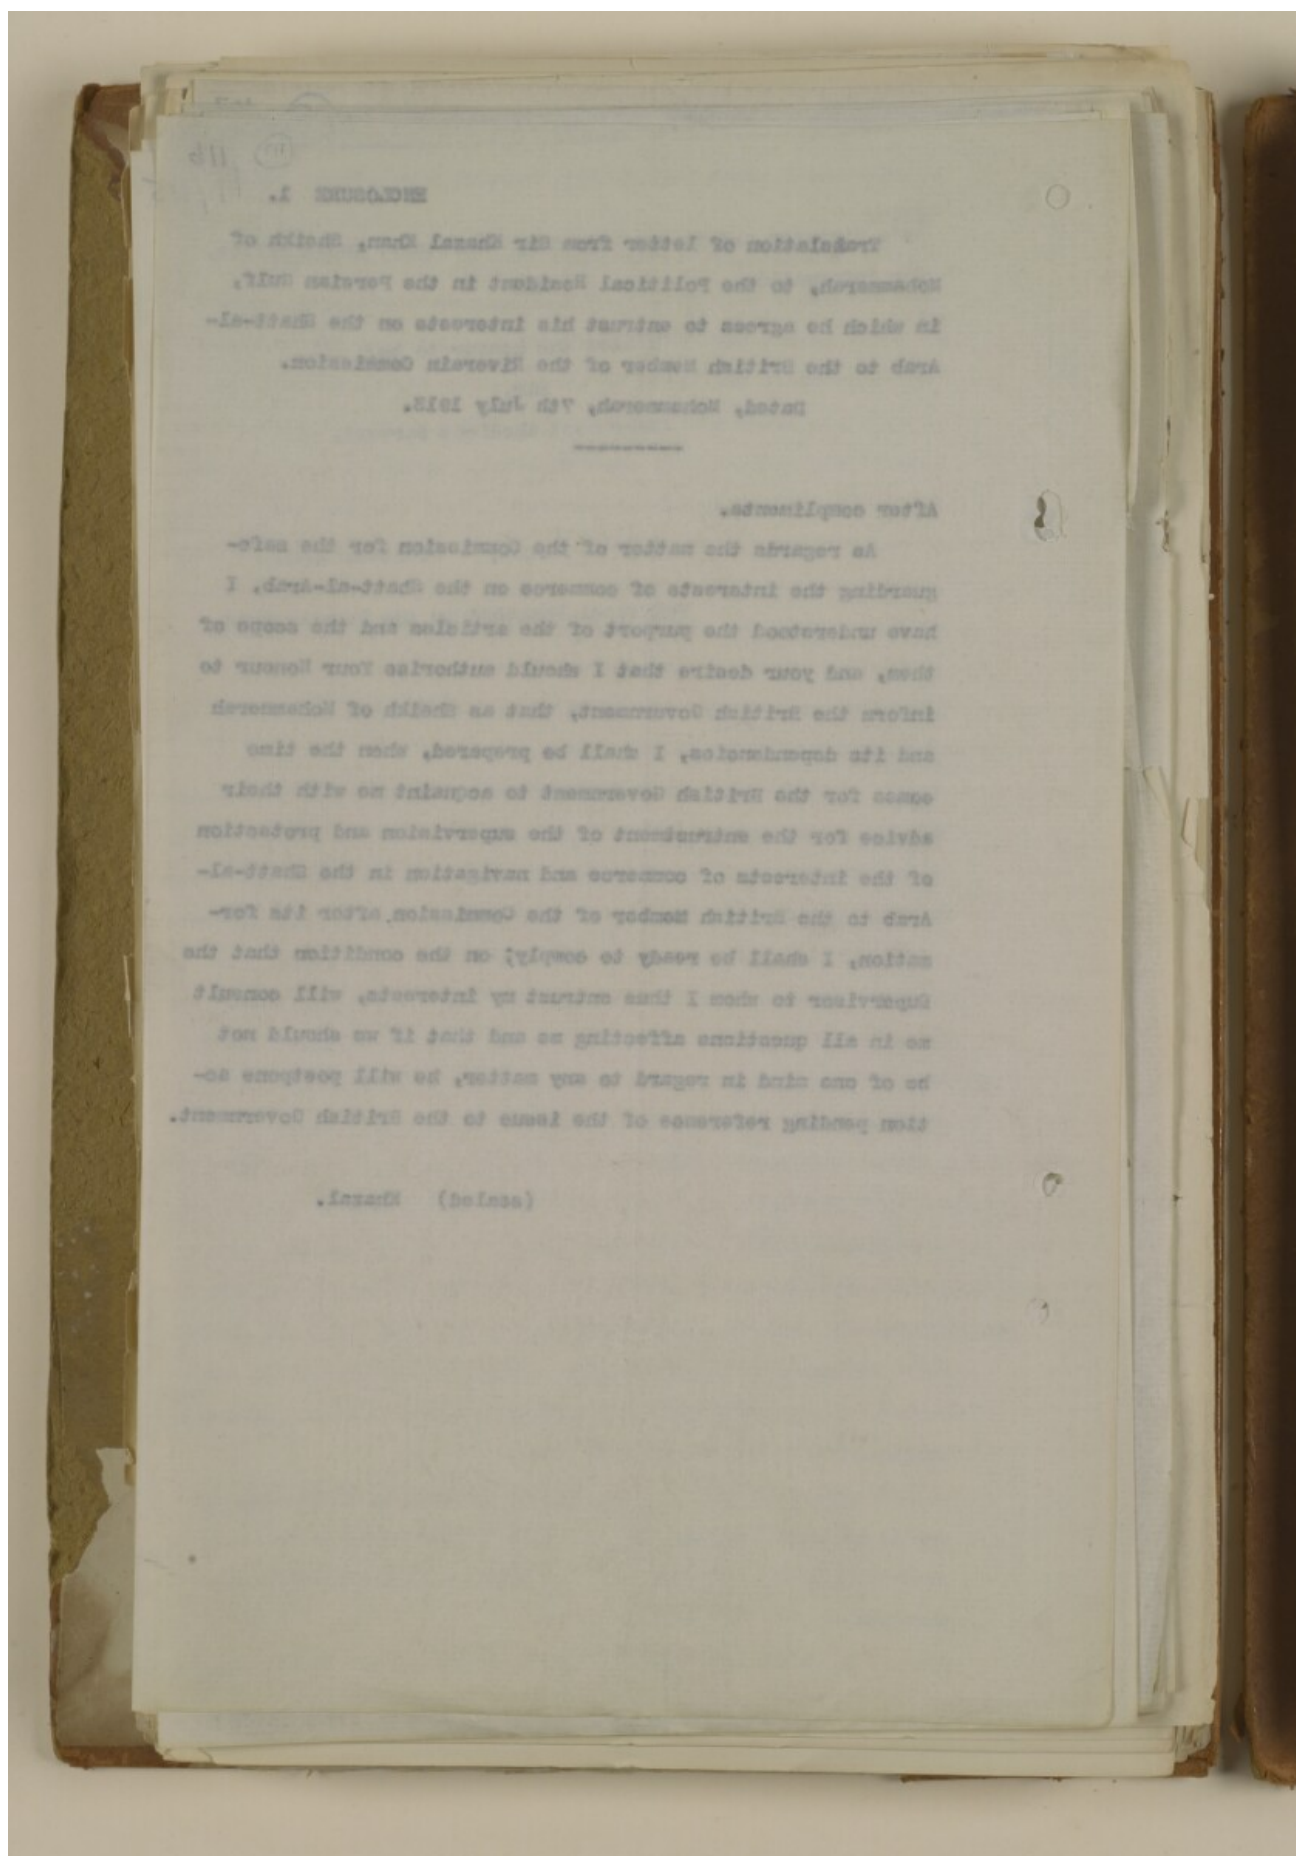 116
ENCLOSURE 1.
Translation of letter from Sir Khazal Khan, Sheikh of
Mohammerah, to the Political Resident in the Persian Gulf,
in which he agrees to entrust his interests on the Shatt-al-
Arab to the British Member of the Riverain Commission.
Dated, Mohammerah, 7th July 1913.
After compliments.
As regards the matter of the Commission for the safe-
guarding the interests of commerce on the Shatt-al-Arab, I
have understood the purport of the articles and the scope of
them, and your desire that I should authorise Your Honour to
inform the British Government, that as Sheikh of Mohammerah
and its dependencies, I shall be prepared, when the time
comes for the British Government to acquaint me with their
advice for the entrustment of the supervision and protection
of the interests of commerce and navigation in the Shatt-al-
Arab to the British Member of the Commission after its for-
mation, I shall be ready to comply; on the condition that the
Supervisor to whom I thus entrust my interests, will consult
me in all questions affecting me and that if we should not
be of one mind in regard to any matter, he will postpone ac-
tion pending reference of the issue to the British Government.
(sealed) Khazal.